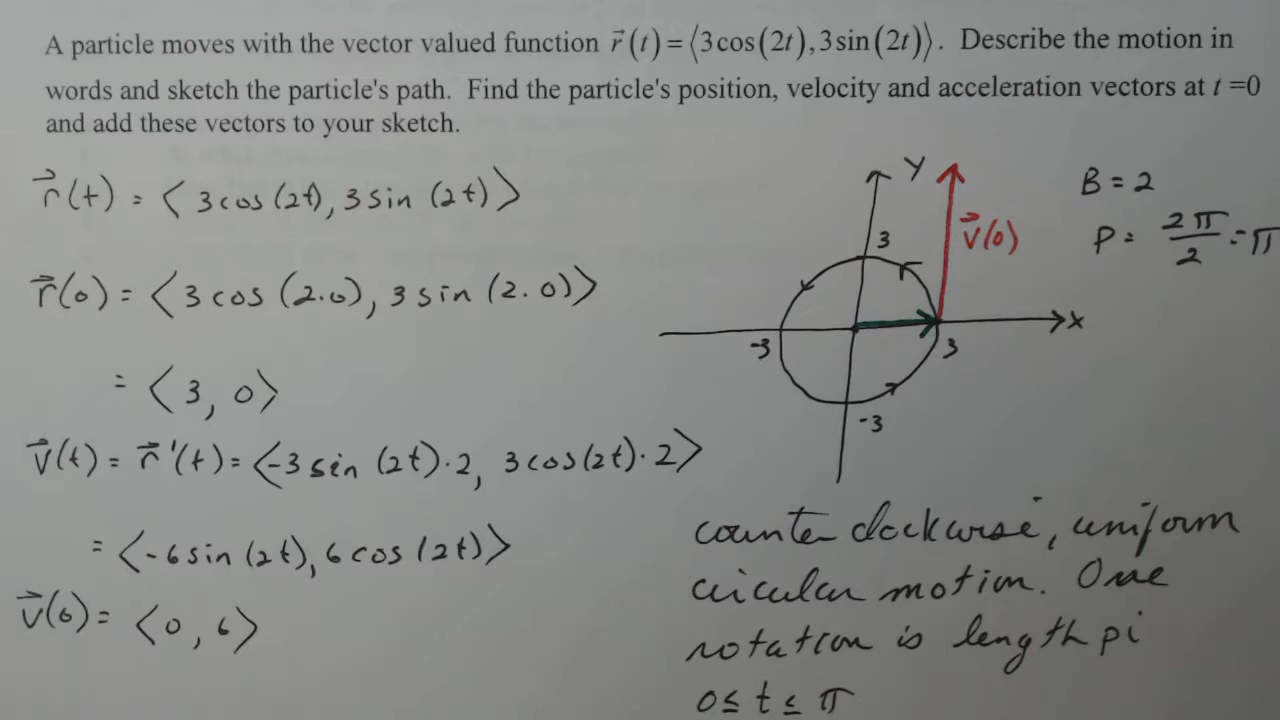 A particle moves with the vector valued function r⃗(t)=⟨3cos(2t),3sin(2t)⟩. Describe the motion in
words and sketch the particle's path. Find the particle's position, velocity and acceleration vectors at t =0
and add these vectors to your sketch.
r⃗(t) = ⟨3cos(2t), 3sin(2t)⟩
r⃗(0) = ⟨3cos(2.0), 3sin(2.0)⟩
= ⟨3, 0⟩
v⃗(t) = r⃗'(t) = ⟨-3sin(2t)·2, 3cos(2t)·2⟩
= ⟨-6sin(2t), 6cos(2t)⟩
v⃗(0) = ⟨0, 6⟩
y
3
v⃗(0)
x
-3
3
-3
B = 2
P = 2π/2 = π
counter clockwise, uniform
circular motion. One
rotation is length pi
0≤ t ≤ π